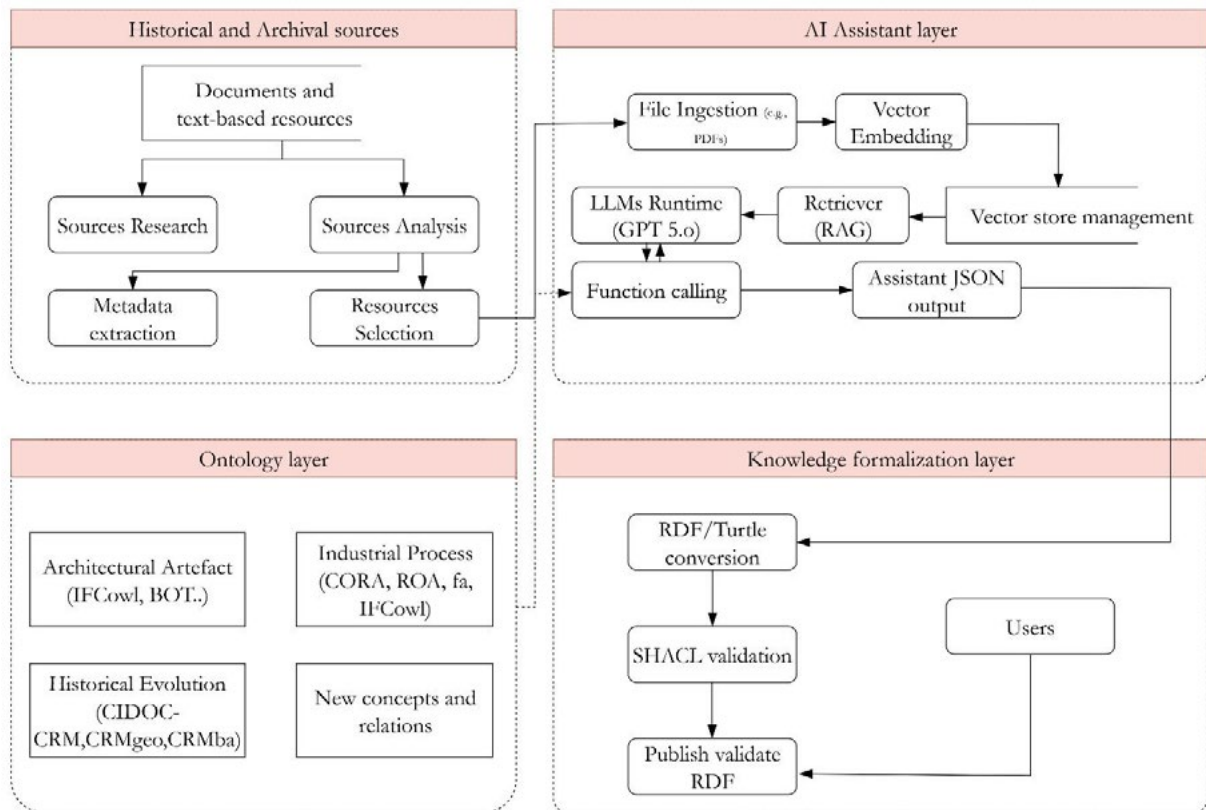 Historical and Archival sources
Documents and
text-based resources
Sources Research
Sources Analysis
Metadata
extraction
Resources
Selection
AI Assistant layer
File Ingestion (e.g.,
PDFs)
Vector
Embedding
LLMs Runtime
(GPT 5.o)
Retriever
(RAG)
Vector store management
Function calling
Assistant JSON
output
Ontology layer
Architectural Artefact
(IFCowl, BOT..)
Industrial Process
(CORA, ROA, fa,
IFCowl)
Historical Evolution
(CIDOC-
CRM,CRMgeo,CRMba)
New concepts and
relations
Knowledge formalization layer
RDF/Turtle
conversion
SHACL validation
Users
Publish validate
RDF